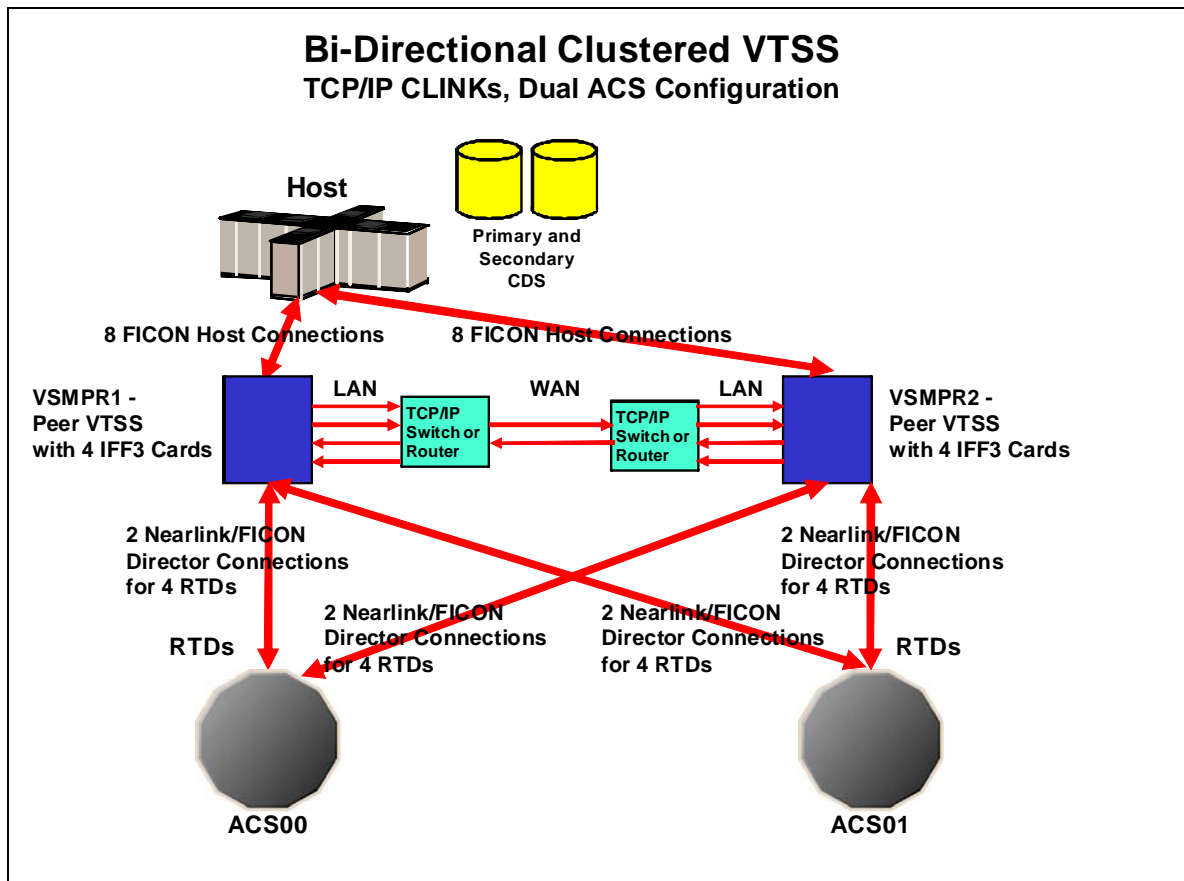 Bi-Directional Clustered VTSS
TCP/IP CLINKs, Dual ACS Configuration
Host
Primary and
Secondary
CDS
8 FICON Host Connections
8 FICON Host Connections
VSMPR1 -
Peer VTSS
with 4 IFF3 Cards
LAN
TCP/IP
Switch or
Router
WAN
TCP/IP
Switch or
Router
LAN
VSMPR2 -
Peer VTSS
with 4 IFF3 Cards
2 Nearlink/FICON
Director Connections
for 4 RTDs
2 Nearlink/FICON
Director Connections
for 4 RTDs
2 Nearlink/FICON
Director Connections
for 4 RTDs
2 Nearlink/FICON
Director Connections
for 4 RTDs
RTDs
RTDs
ACS00
ACS01